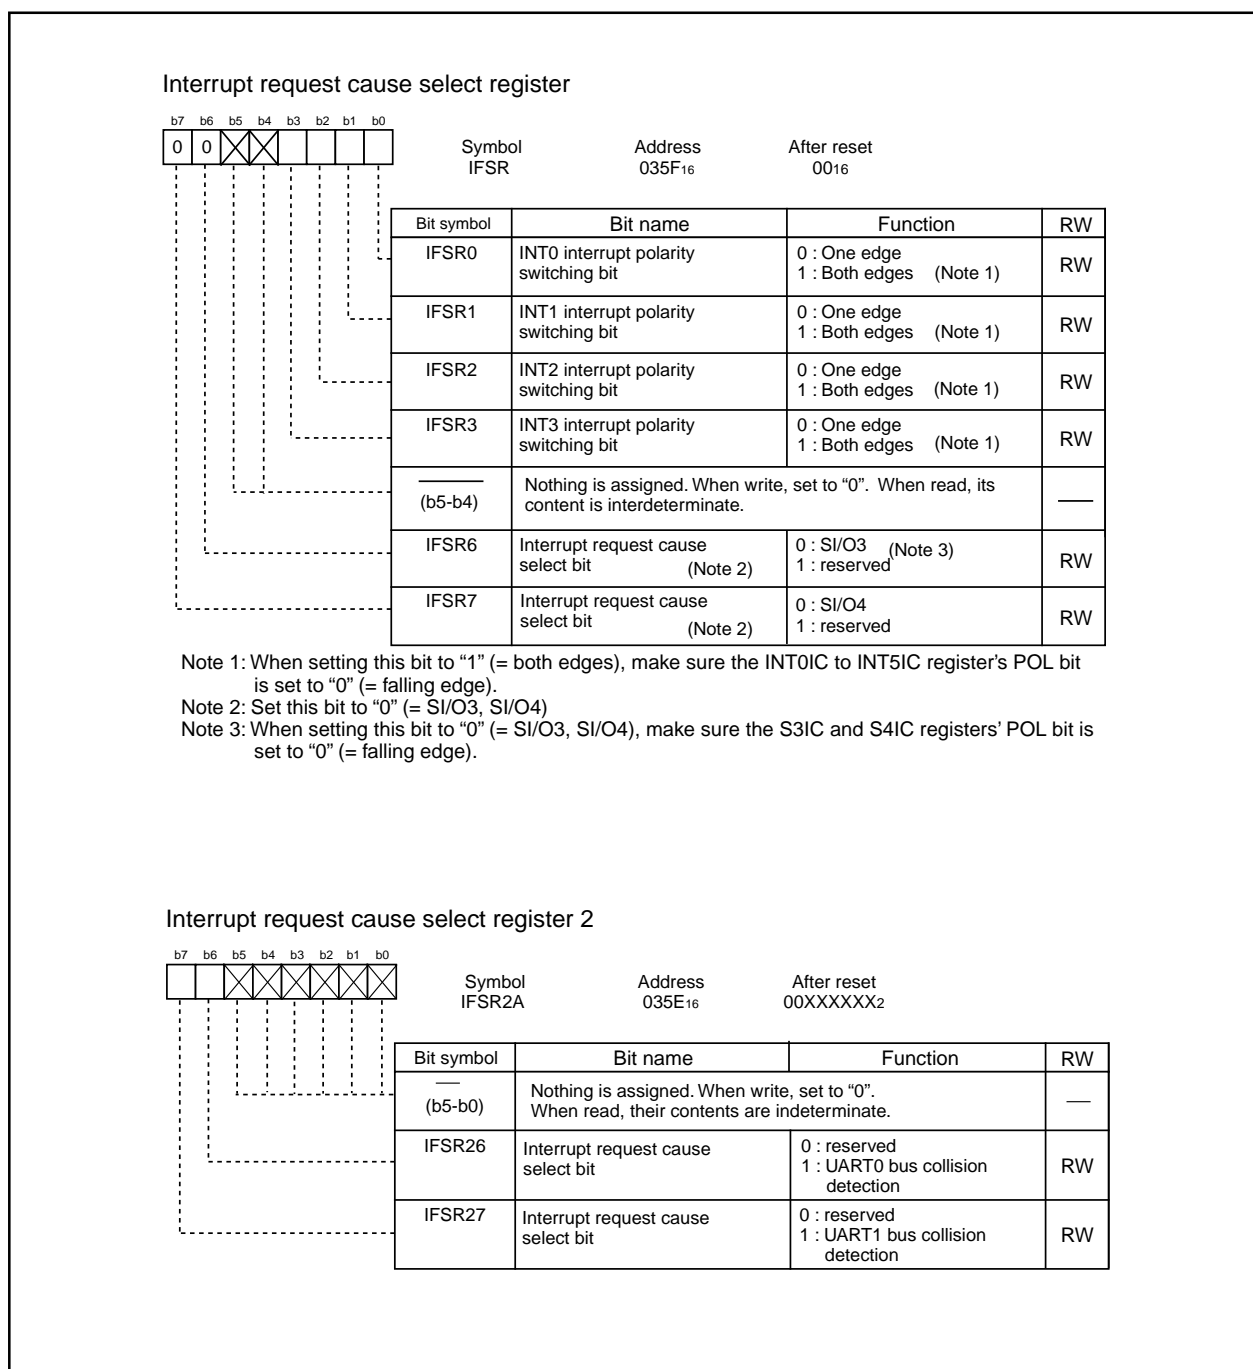 Interrupt request cause select register
b7 b6 b5 b4 b3 b2 b1 b0
0 0
Symbol Address After reset
IFSR 035F16 0016
Bit symbol Bit name Function RW
IFSR0 INT0 interrupt polarity 0 : One edge RW
switching bit 1 : Both edges (Note 1)
IFSR1 INT1 interrupt polarity 0 : One edge RW
switching bit 1 : Both edges (Note 1)
IFSR2 INT2 interrupt polarity 0 : One edge RW
switching bit 1 : Both edges (Note 1)
IFSR3 INT3 interrupt polarity 0 : One edge RW
switching bit 1 : Both edges (Note 1)
(b5-b4) Nothing is assigned. When write, set to “0”. When read, its
content is interdeterminate.
IFSR6 Interrupt request cause 0 : SI/O3 (Note 3) RW
select bit (Note 2) 1 : reserved
IFSR7 Interrupt request cause 0 : SI/O4 RW
select bit (Note 2) 1 : reserved
Note 1: When setting this bit to “1” (= both edges), make sure the INT0IC to INT5IC register’s POL bit
is set to “0” (= falling edge).
Note 2: Set this bit to “0” (= SI/O3, SI/O4)
Note 3: When setting this bit to “0” (= SI/O3, SI/O4), make sure the S3IC and S4IC registers’ POL bit is
set to “0” (= falling edge).
Interrupt request cause select register 2
b7 b6 b5 b4 b3 b2 b1 b0
Symbol Address After reset
IFSR2A 035E16 00XXXXXX2
Bit symbol Bit name Function RW
(b5-b0) Nothing is assigned. When write, set to “0”.
When read, their contents are indeterminate.
IFSR26 Interrupt request cause 0 : reserved RW
select bit 1 : UART0 bus collision
detection
IFSR27 Interrupt request cause 0 : reserved RW
select bit 1 : UART1 bus collision
detection